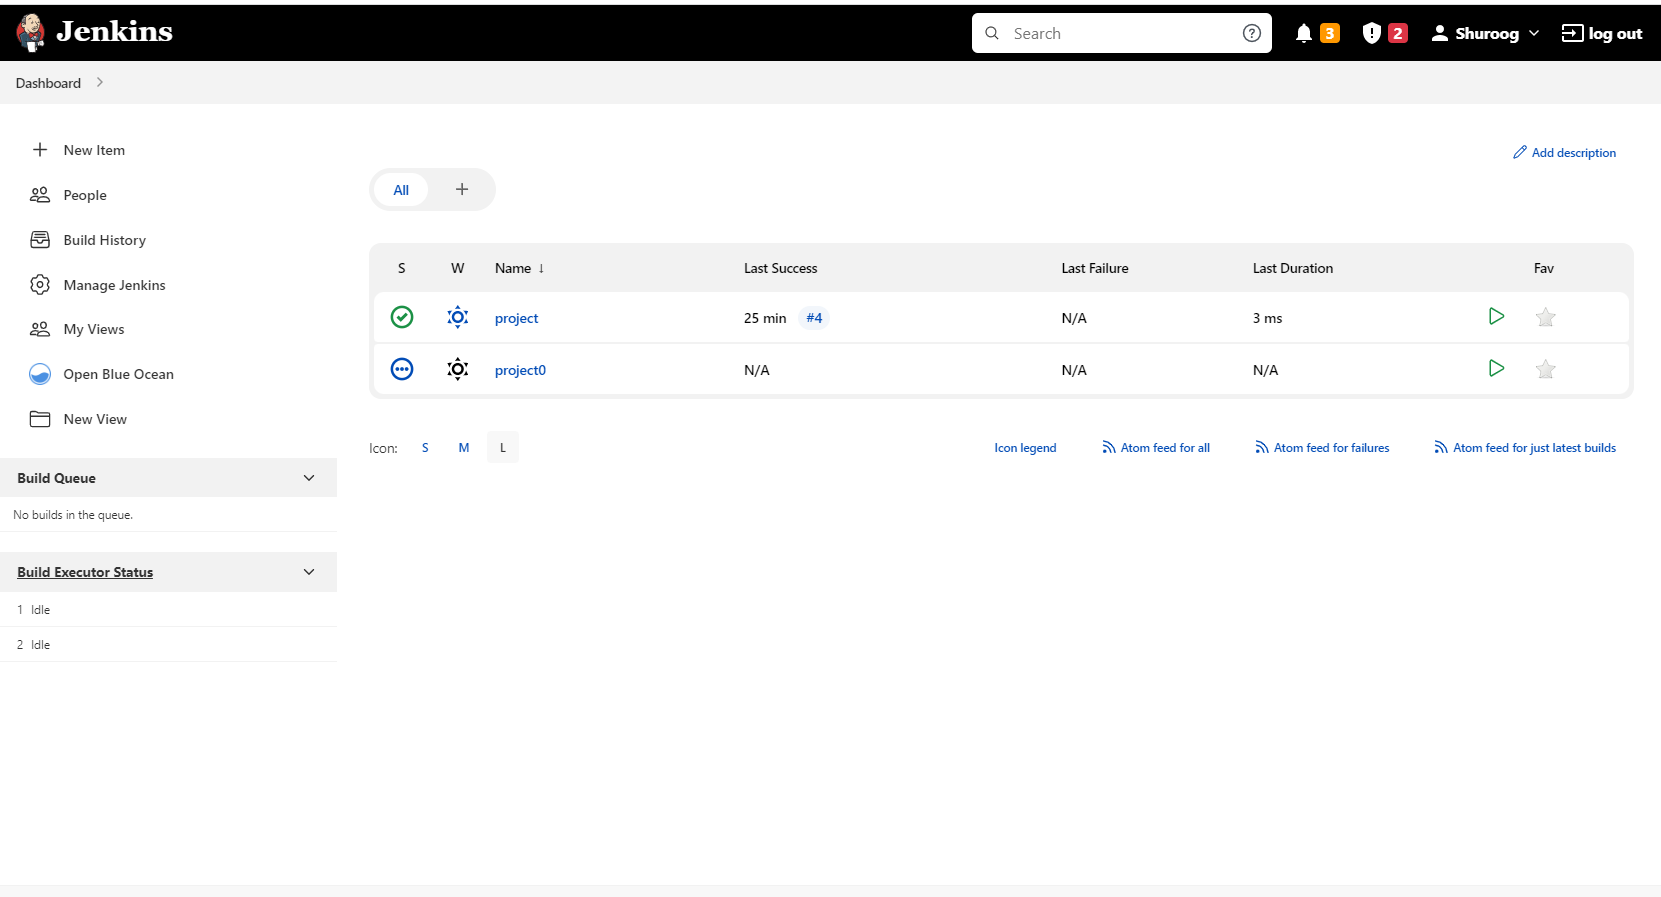 Jenkins
Search
3
2
Shuroog
log out
Dashboard
New Item
People
Build History
Manage Jenkins
My Views
Open Blue Ocean
New View
Build Queue
No builds in the queue.
Build Executor Status
1 Idle
2 Idle
Add description
All
S W Name ↓ Last Success Last Failure Last Duration Fav
project 25 min #4 N/A 3 ms
project0 N/A N/A N/A
Icon: S M L
Icon legend Atom feed for all Atom feed for failures Atom feed for just latest builds